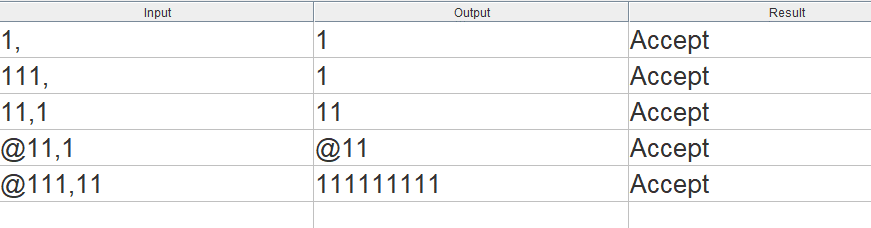 Input Output Result
1, 1 Accept
111, 1 Accept
11,1 11 Accept
@11,1 @11 Accept
@111,11 111111111 Accept